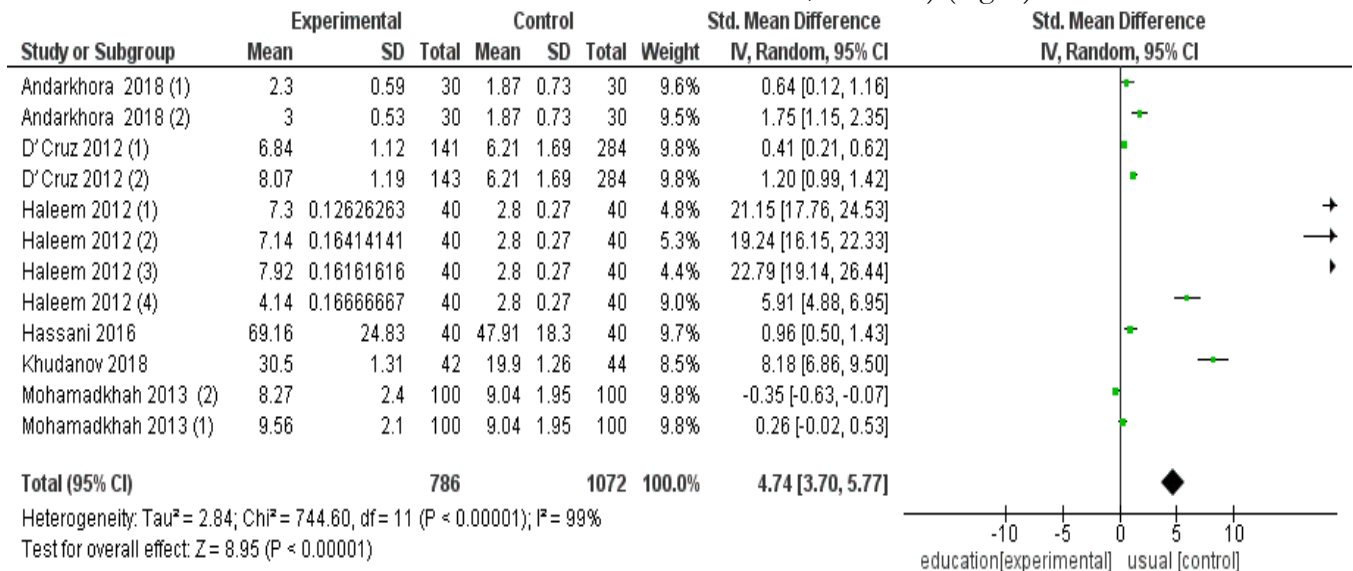 Experimental Control Std. Mean Difference Std. Mean Difference
Study or Subgroup Mean SD Total Mean SD Total Weight IV, Random, 95% CI IV, Random, 95% CI
Andarkhora 2018 (1) 2.3 0.59 30 1.87 0.73 30 9.6% 0.64 [0.12, 1.16]
Andarkhora 2018 (2) 3 0.53 30 1.87 0.73 30 9.5% 1.75 [1.15, 2.35]
D'Cruz 2012 (1) 6.84 1.12 141 6.21 1.69 284 9.8% 0.41 [0.21, 0.62]
D'Cruz 2012 (2) 8.07 1.19 143 6.21 1.69 284 9.8% 1.20 [0.99, 1.42]
Haleem 2012 (1) 7.3 0.12626263 40 2.8 0.27 40 4.8% 21.15 [17.76, 24.53]
Haleem 2012 (2) 7.14 0.16414141 40 2.8 0.27 40 5.3% 19.24 [16.15, 22.33]
Haleem 2012 (3) 7.92 0.16161616 40 2.8 0.27 40 4.4% 22.79 [19.14, 26.44]
Haleem 2012 (4) 4.14 0.16666667 40 2.8 0.27 40 9.0% 5.91 [4.88, 6.95]
Hassani 2016 69.16 24.83 40 47.91 18.3 40 9.7% 0.96 [0.50, 1.43]
Khudanov 2018 30.5 1.31 42 19.9 1.26 44 8.5% 8.18 [6.86, 9.50]
Mohamadkhah 2013 (2) 8.27 2.4 100 9.04 1.95 100 9.8% -0.35 [-0.63, -0.07]
Mohamadkhah 2013 (1) 9.56 2.1 100 9.04 1.95 100 9.8% 0.26 [-0.02, 0.53]
Total (95% CI) 786 1072 100.0% 4.74 [3.70, 5.77]
Heterogeneity: Tau² = 2.84; Chi² = 744.60, df = 11 (P < 0.00001); I² = 99%
Test for overall effect: Z = 8.95 (P < 0.00001)
-10 -5 0 5 10
education[experimental] usual [control]